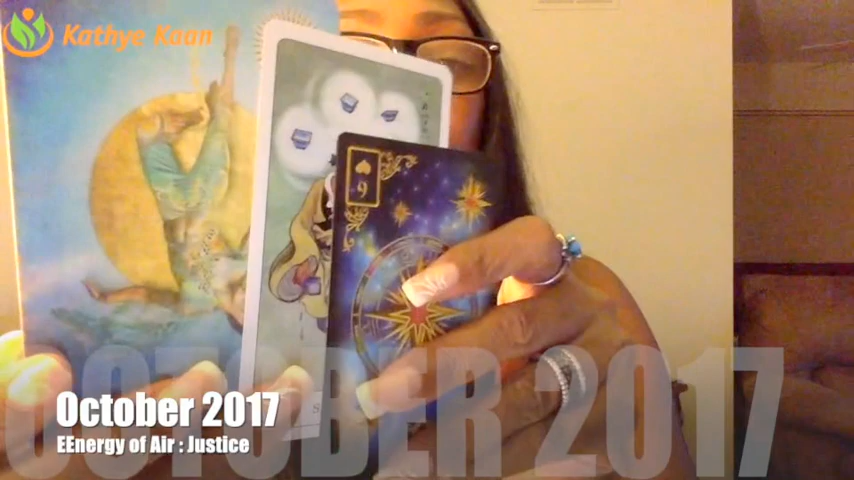 Kathye Kaan
9
OCTOBER 2017
October 2017
EEnergy of Air : Justice